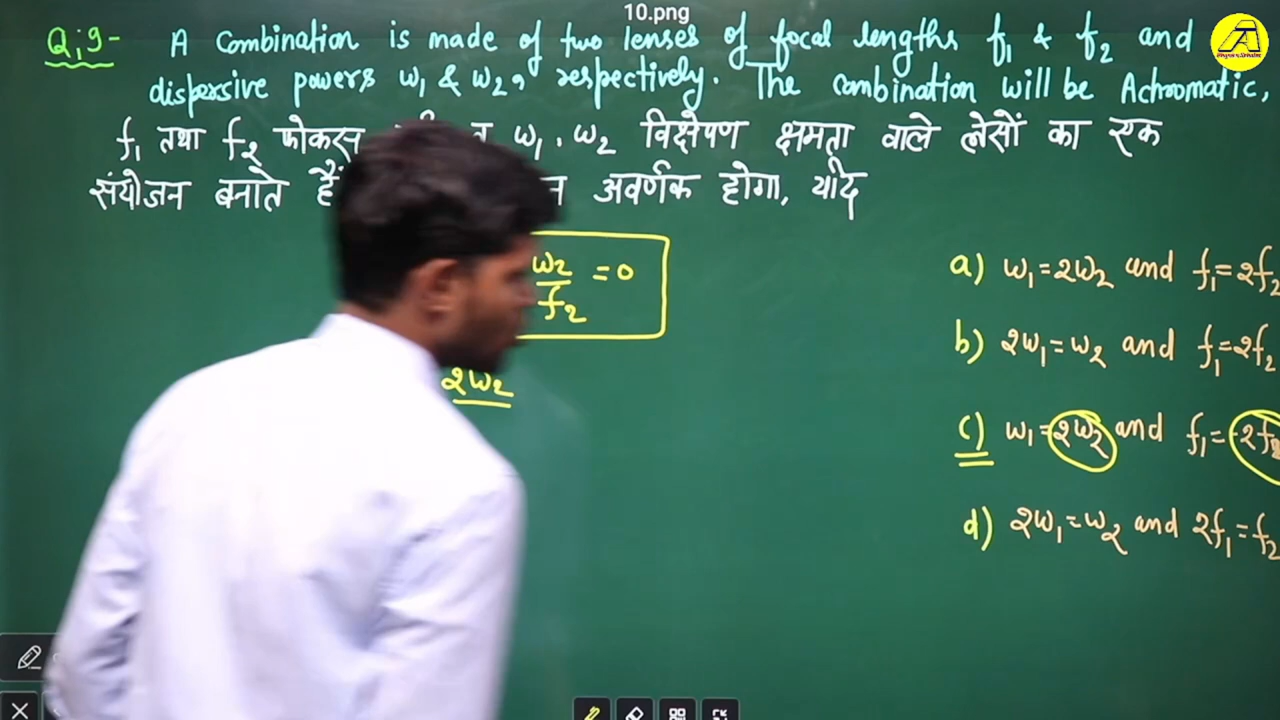 10.png
Q;9- A Combination is made of two lenses of focal lengths f₁ & f₂ and
dispersive powers ω₁ & ω₂, respectively. The combination will be Achromatic,
f₁ तथा f₂ फोकस ω₁, ω₂ विक्षेपण क्षमता वाले लेसों का एक
संयोजन बनाते हैं अवर्णक होगा, यदि
ω₂/f₂ = 0
2ω₂
a) ω₁=2ω₂ and f₁=2f₂
b) 2ω₁=ω₂ and f₁=2f₂
c) ω₁=2ω₂ and f₁=-2f₂
d) 2ω₁=ω₂ and 2f₁=f₂